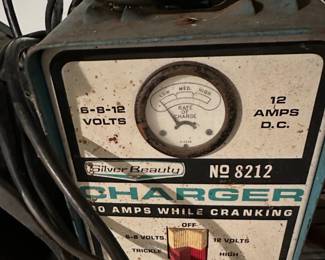 LOW MED. HIGH
RATE
OF
CHARGE
6-8-12
VOLTS
12
AMPS
D.C.
Silver Beauty
No 8212
CHARGER
0 AMPS WHILE CRANKING
OFF
6-8 VOLTS
12 VOLTS
TRICKLE
HIGH